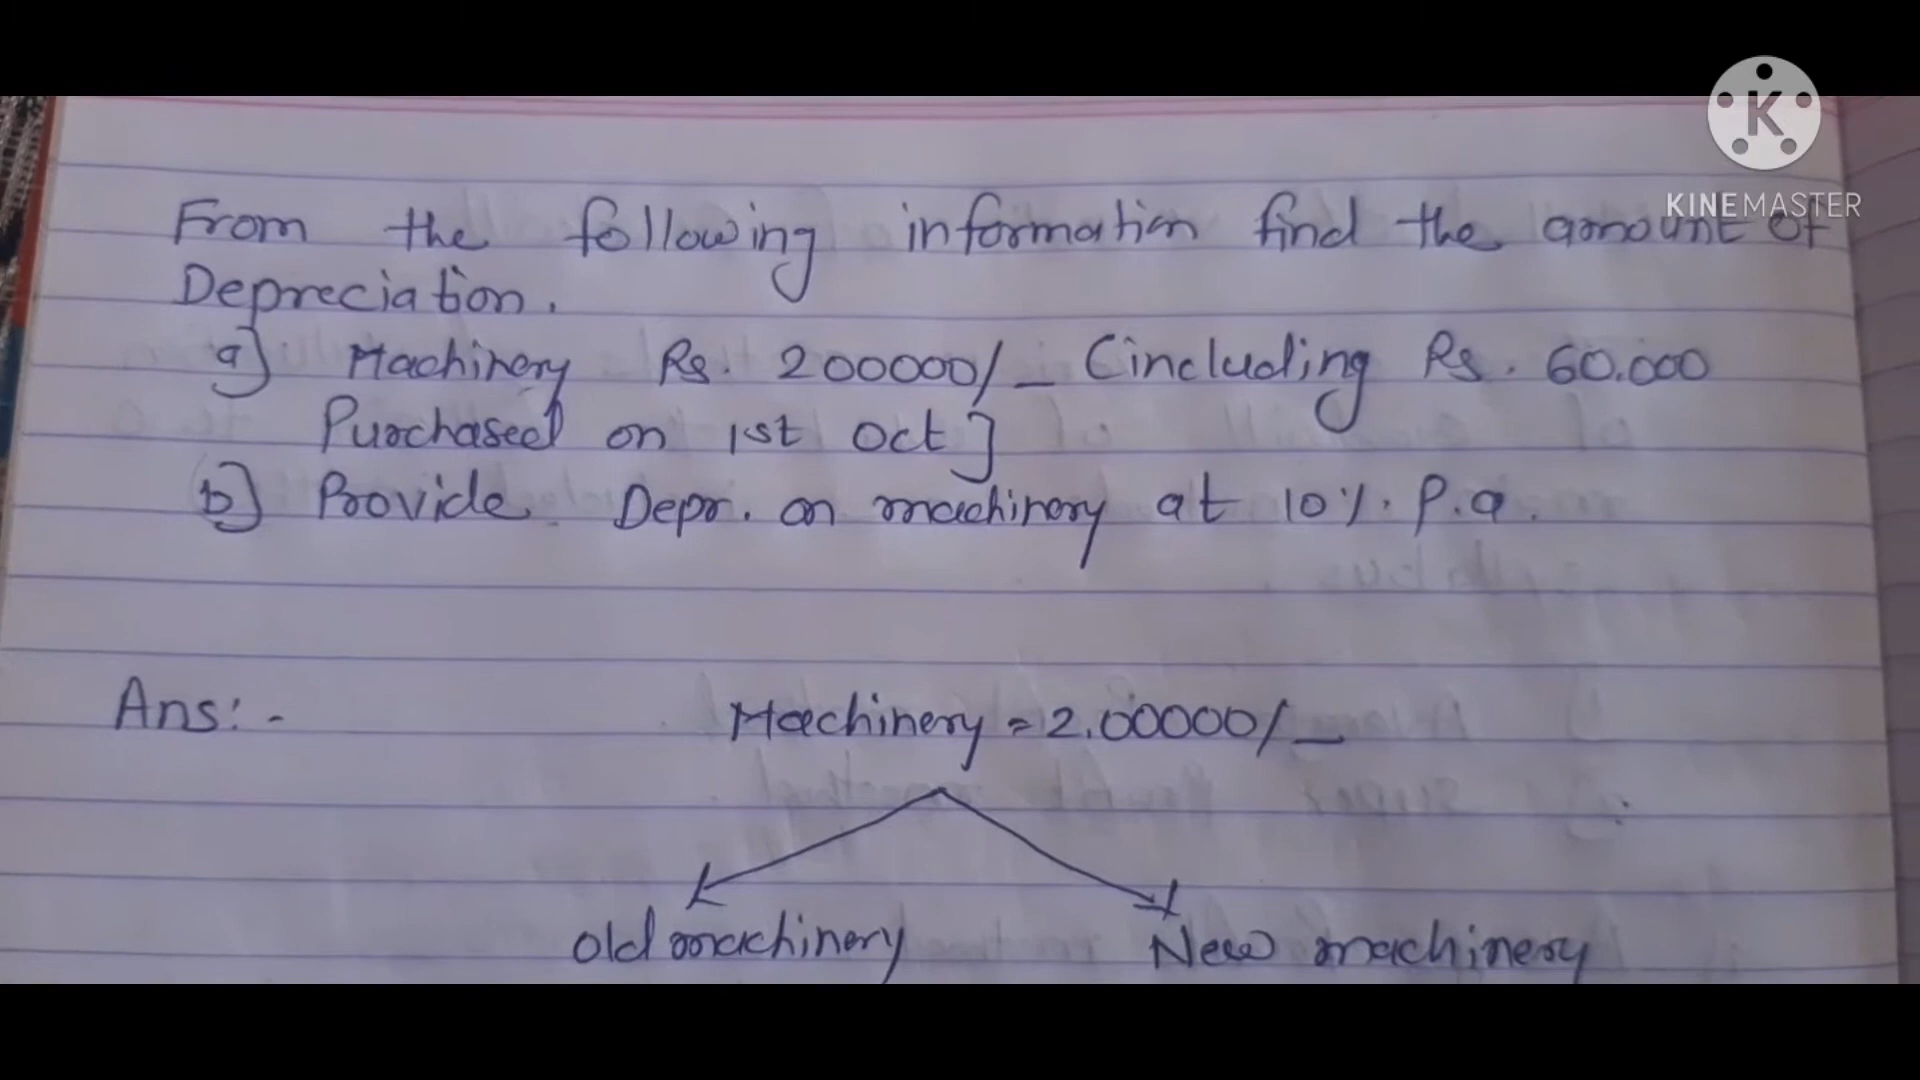 K
KINEMASTER
From the following information find the amount of
Depreciation.
a] Machinery Rs. 200000/- (including Rs. 60.000
Purchased on 1st Oct]
b] Provide Depr. on machinery at 10%. P.a.
Ans:- Machinery = 2.00000/-
Old machinery New machinery